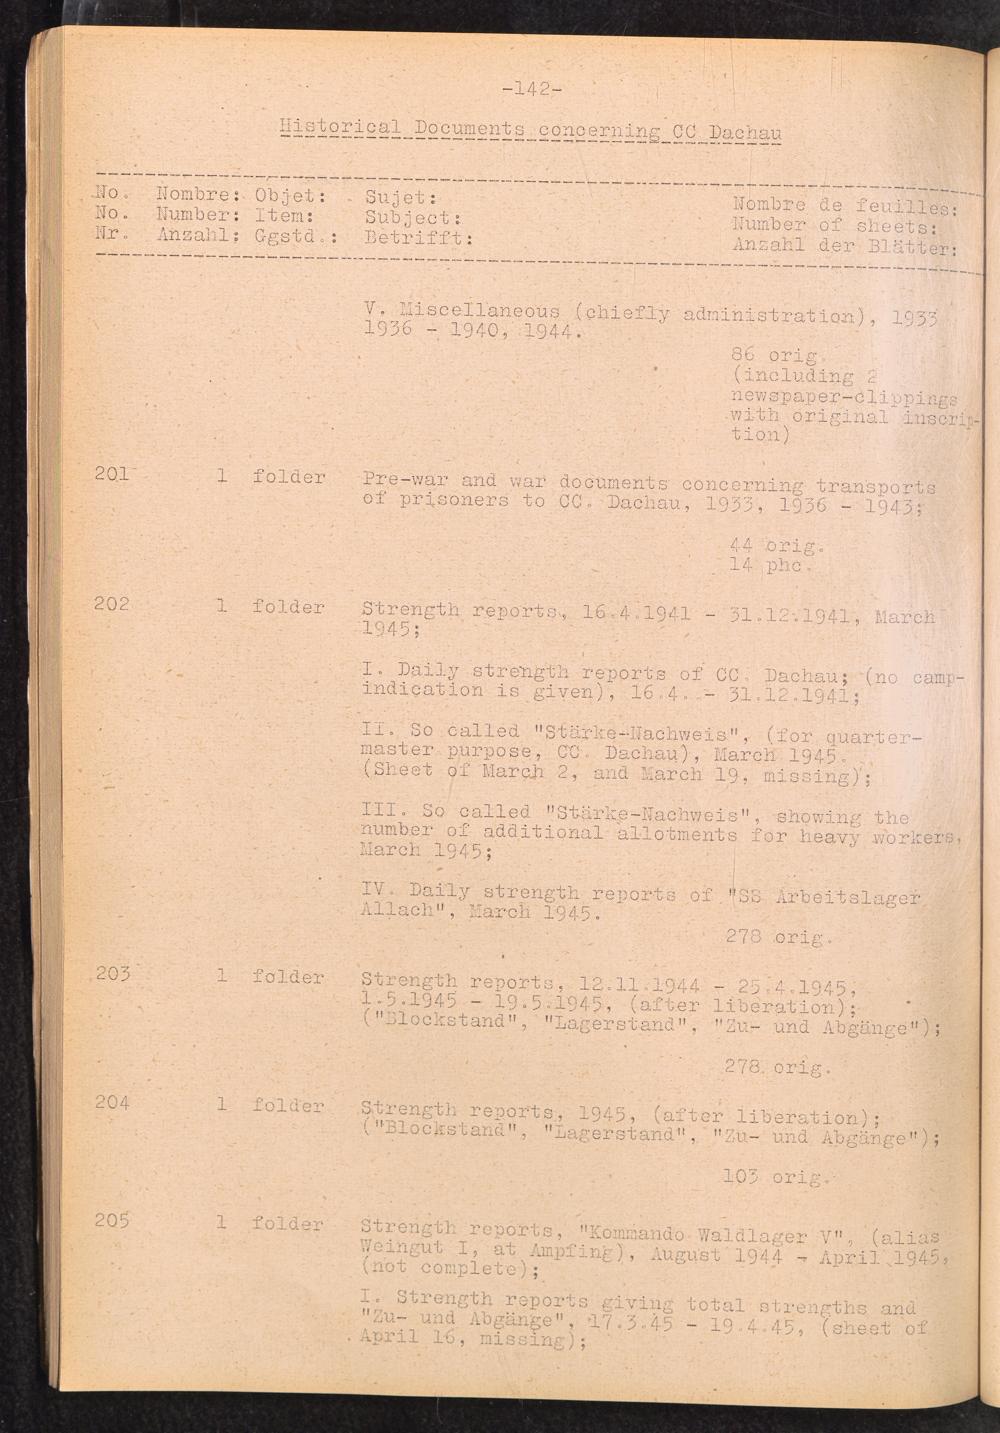 -142-
Historical Documents concerning CC Dachau
No. Nombre: Objet: Sujet: Nombre de feuilles:
No. Number: Item: Subject: Number of sheets:
Nr. Anzahl: Ggstd.: Betrifft: Anzahl der Blätter:
V. Miscellaneous (chiefly administration), 1933
1936 - 1940, 1944.
86 orig.
(including 2
newspaper-clippings
with original inscrip-
tion)
201 1 folder Pre-war and war documents concerning transports
of prisoners to CC. Dachau, 1933, 1936 - 1943;
44 orig.
14 phc.
202 1 folder Strength reports, 16.4.1941 - 31.12.1941, March
1945;
I. Daily strength reports of CC. Dachau; (no camp-
indication is given), 16.4. - 31.12.1941;
II. So called "Stärke-Nachweis", (for quarter-
master purpose, CC. Dachau), March 1945.
(Sheet of March 2, and March 19, missing);
III. So called "Stärke-Nachweis", showing the
number of additional allotments for heavy workers,
March 1945;
IV. Daily strength reports of "SS Arbeitslager
Allach", March 1945.
278 orig.
203 1 folder Strength reports, 12.11.1944 - 25.4.1945,
1.5.1945 - 19.5.1945, (after liberation);
("Blockstand", "Lagerstand", "Zu- und Abgänge");
278 orig.
204 1 folder Strength reports, 1945, (after liberation);
("Blockstand", "Lagerstand", "Zu- und Abgänge");
103 orig.
205 1 folder Strength reports, "Kommando Waldlager V", (alias
Weingut I, at Ampfing), August 1944 - April 1945,
(not complete);
I. Strength reports giving total strengths and
"Zu- und Abgänge", 17.3.45 - 19.4.45, (sheet of
April 16, missing);